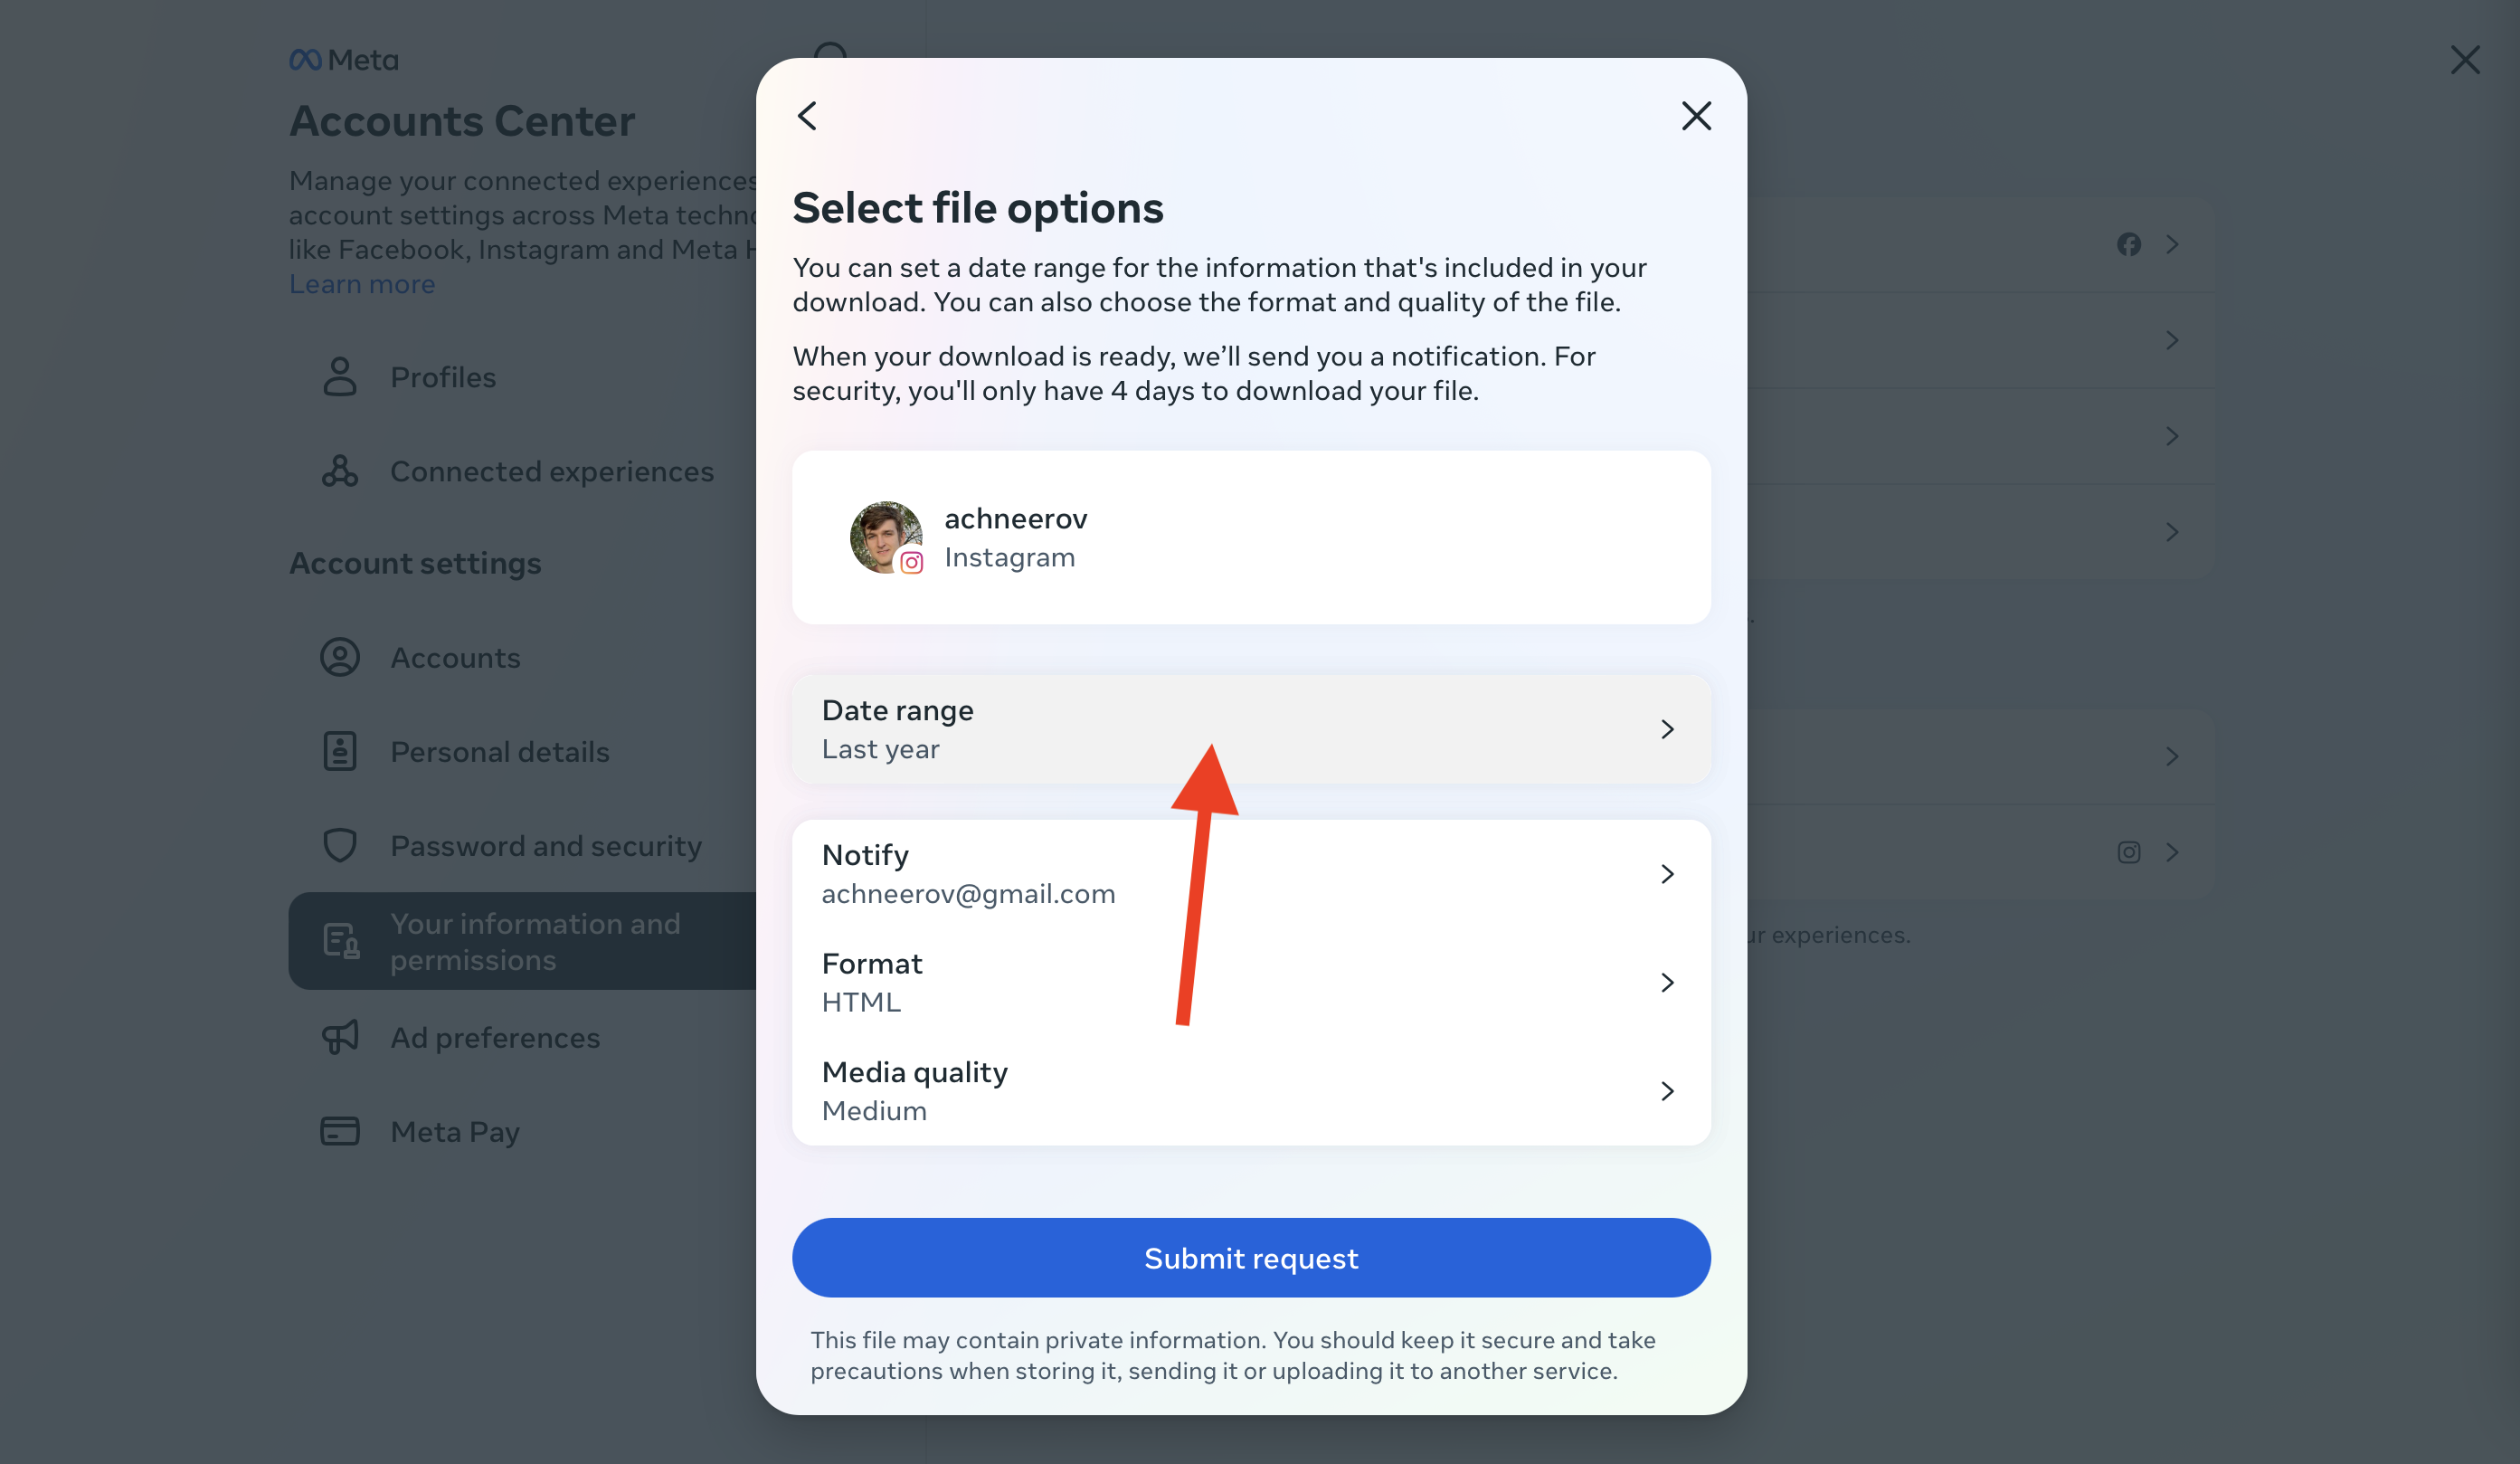 Meta
Accounts Center
Manage your connected experiences
account settings across Meta
like Facebook, Instagram and Meta
Learn more
Profiles
Connected experiences
Account settings
Accounts
Personal details
Password and security
Your information and
permissions
Ad preferences
Meta Pay
Select file options
You can set a date range for the information that's included in your
download. You can also choose the format and quality of the file.
When your download is ready, we’ll send you a notification. For
security, you'll only have 4 days to download your file.
achneerov
Instagram
Date range
Last year
Notify
achneerov@gmail.com
Format
HTML
Media quality
Medium
Submit request
This file may contain private information. You should keep it secure and take
precautions when storing it, sending it or uploading it to another service.
experiences.